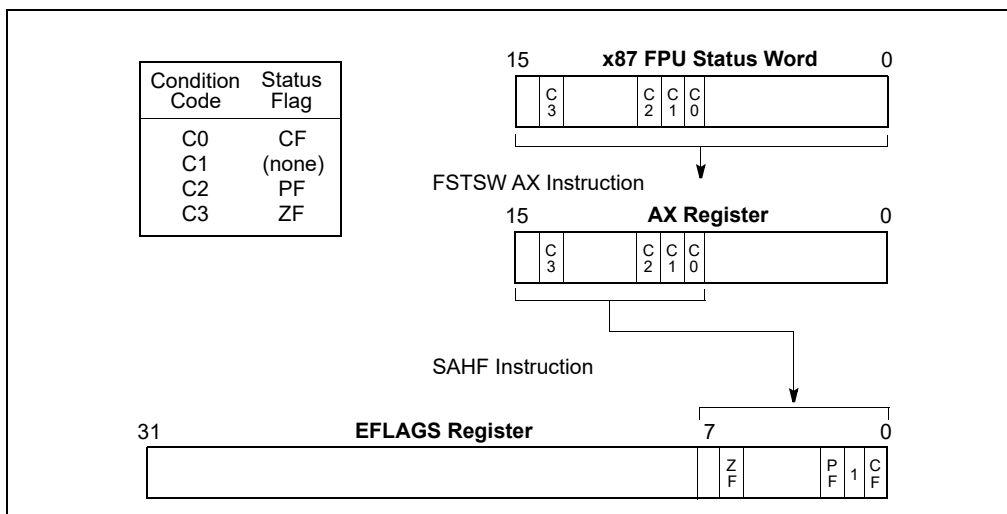 Condition Code Status Flag
C0 CF
C1 (none)
C2 PF
C3 ZF
15 x87 FPU Status Word 0
C3 C2 C1 C0
FSTSW AX Instruction
15 AX Register 0
C3 C2 C1 C0
SAHF Instruction
31 EFLAGS Register 7 0
ZF PF 1 CF